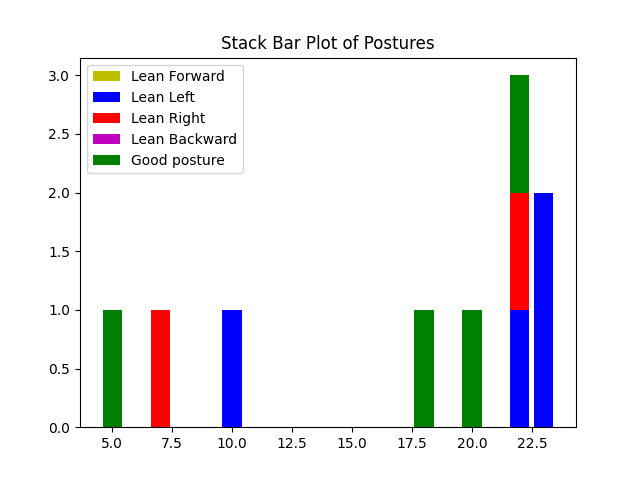 Stack Bar Plot of Postures
Lean Forward
Lean Left
Lean Right
Lean Backward
Good posture
3.0
2.5
2.0
1.5
1.0
0.5
0.0
5.0 7.5 10.0 12.5 15.0 17.5 20.0 22.5